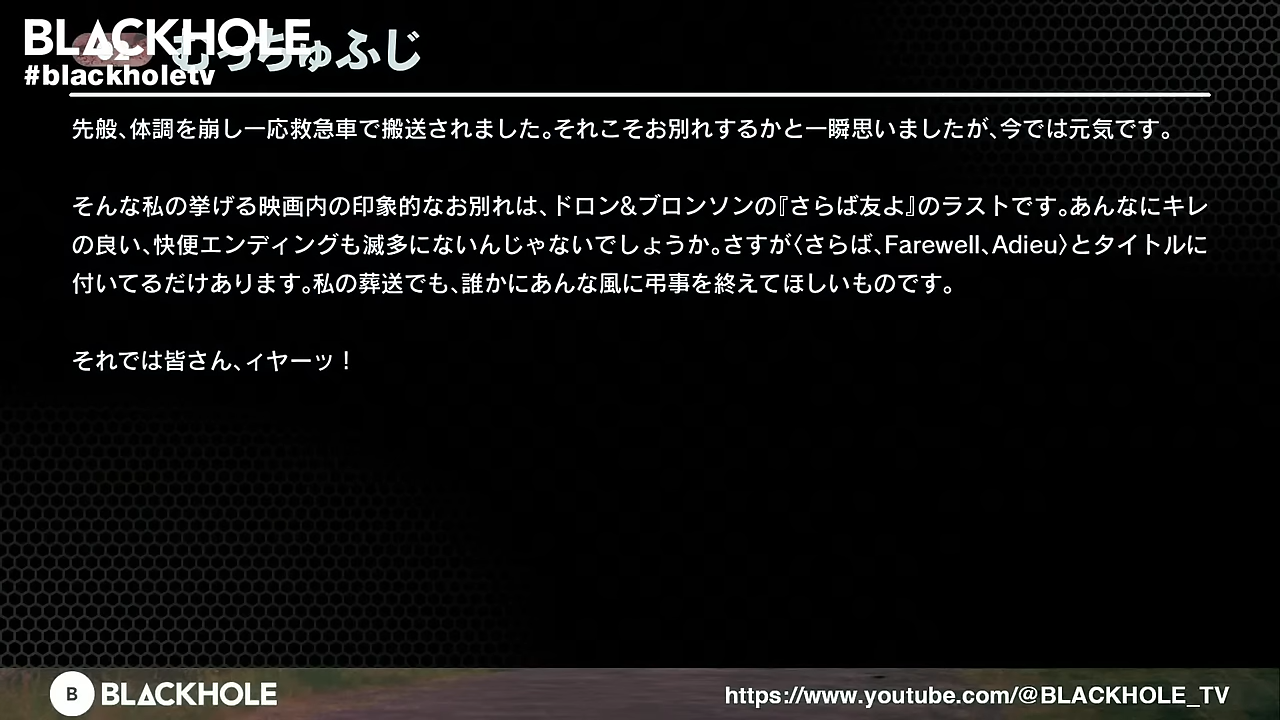 BLACKHOLE
#blackholetv
むっちゅふじ
先般、体調を崩し一応救急車で搬送されました。それこそお別れするかと一瞬思いましたが、今では元気です。
そんな私の挙げる映画内の印象的なお別れは、ドロン&ブロンソンの『さらば友よ』のラストです。あんなにキレ
の良い、快便エンディングも滅多にないんじゃないでしょうか。さすが〈さらば、Farewell、Adieu〉とタイトルに
付いてるだけあります。私の葬送でも、誰かにあんな風に弔事を終えてほしいものです。
それでは皆さん、ィヤーッ！
B BLACKHOLE
https://www.youtube.com/@BLACKHOLE_TV